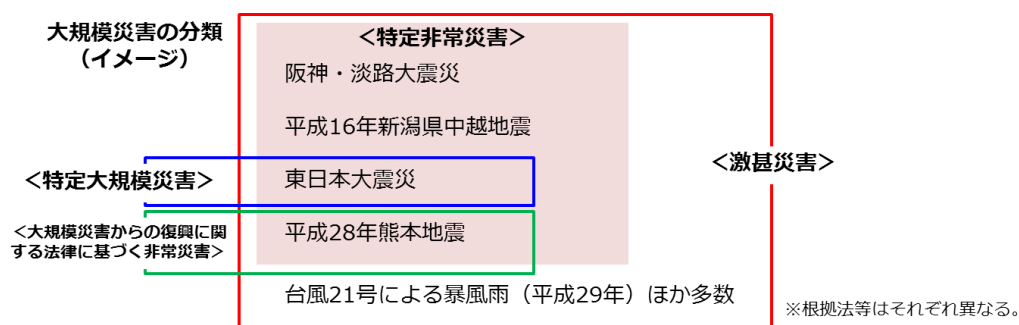 大規模災害の分類
（イメージ）
＜特定非常災害＞
阪神・淡路大震災
平成16年新潟県中越地震
＜激甚災害＞
＜特定大規模災害＞
東日本大震災
＜大規模災害からの復興に関
する法律に基づく非常災害＞
平成28年熊本地震
台風21号による暴風雨（平成29年）ほか多数
※根拠法等はそれぞれ異なる。